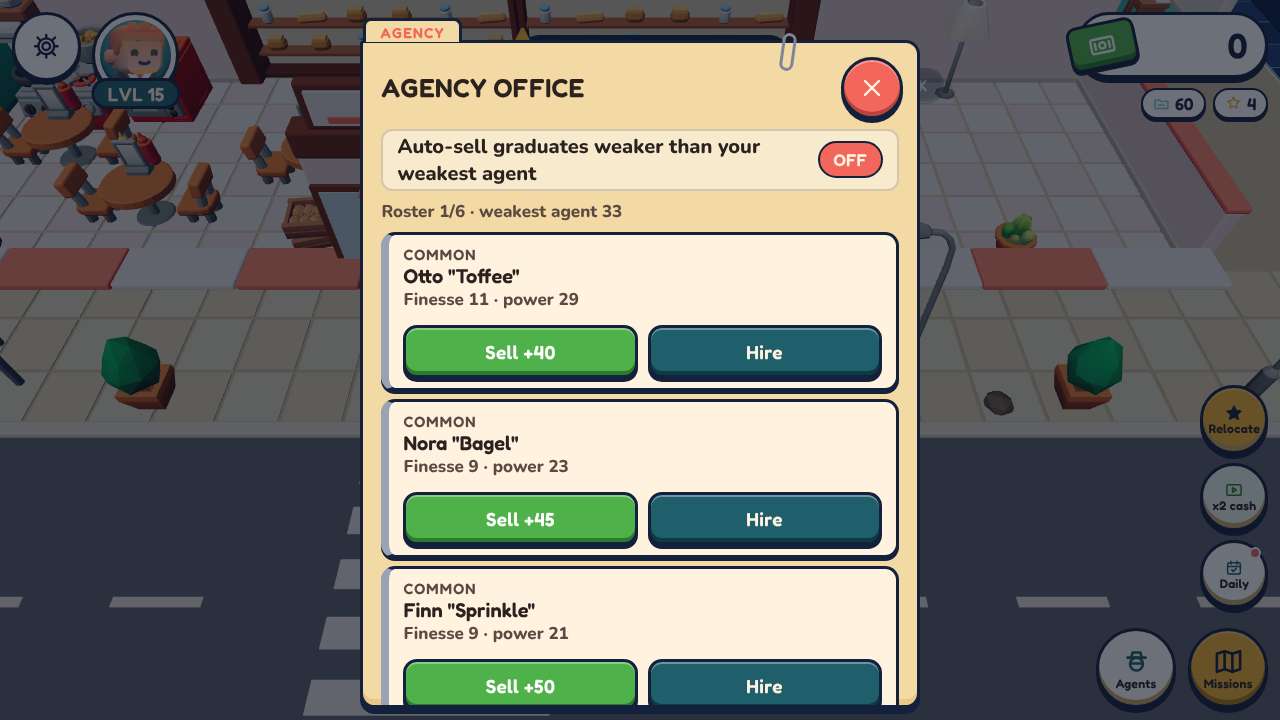 AGENCY
AGENCY OFFICE
LVL 15
0
60
4
Auto-sell graduates weaker than your
weakest agent
OFF
Roster 1/6 · weakest agent 33
COMMON
Otto "Toffee"
Finesse 11 · power 29
Sell +40
Hire
COMMON
Nora "Bagel"
Finesse 9 · power 23
Sell +45
Hire
COMMON
Finn "Sprinkle"
Finesse 9 · power 21
Sell +50
Hire
Relocate
x2 cash
Daily
Agents
Missions